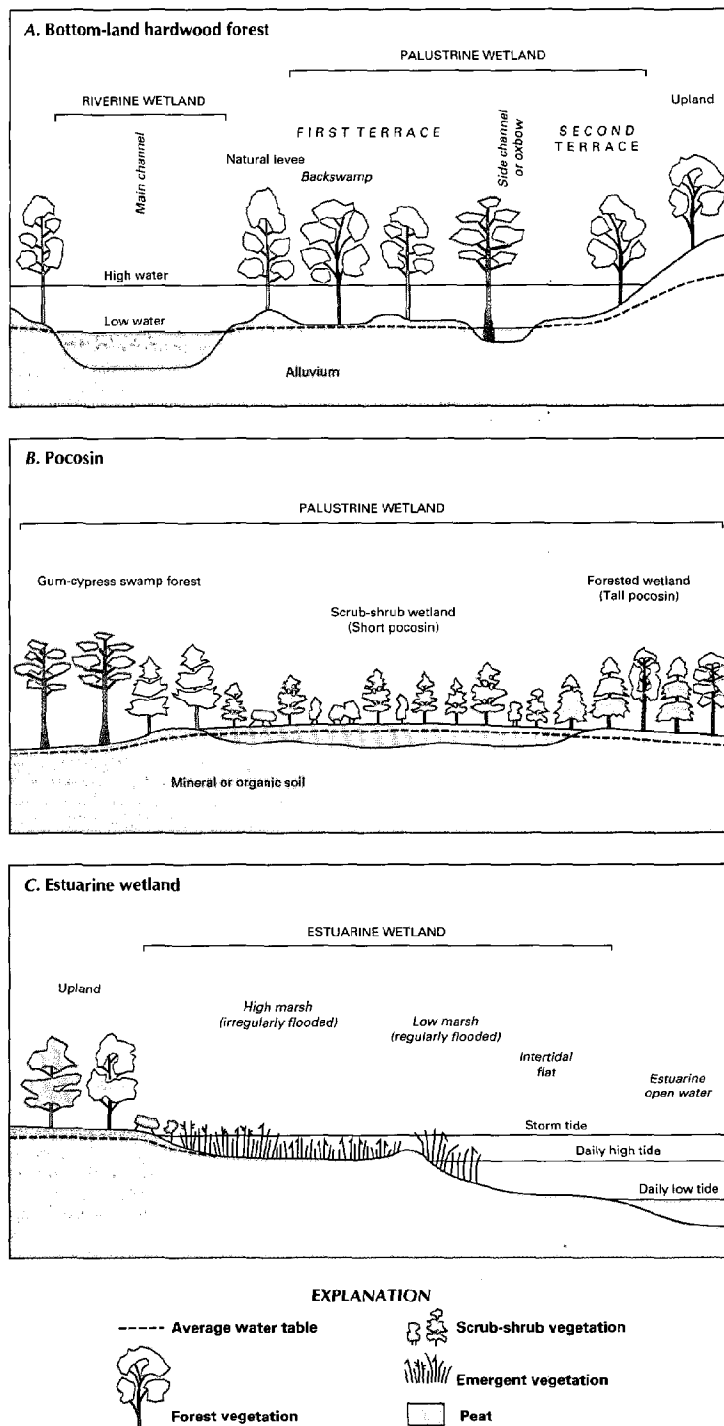 A. Bottom-land hardwood forest
PALUSTRINE WETLAND
RIVERINE WETLAND
Upland
Main channel
FIRST TERRACE
Side channel
or oxbow
SECOND
TERRACE
Natural levee
Backswamp
High water
Low water
Alluvium
B. Pocosin
PALUSTRINE WETLAND
Gum-cypress swamp forest
Forested wetland
(Tall pocosin)
Scrub-shrub wetland
(Short pocosin)
Mineral or organic soil
C. Estuarine wetland
ESTUARINE WETLAND
Upland
High marsh
(irregularly flooded)
Low marsh
(regularly flooded)
Intertidal
flat
Estuarine
open water
Storm tide
Daily high tide
Daily low tide
EXPLANATION
Average water table
Scrub-shrub vegetation
Emergent vegetation
Forest vegetation
Peat